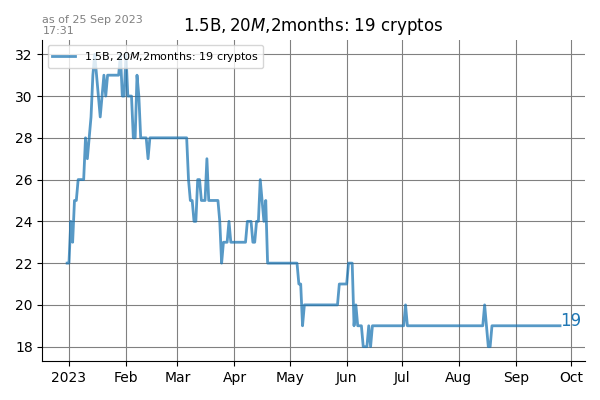 as of 25 Sep 2023
17:31
1.5B, 20M,2months: 19 cryptos
1.5B, 20M,2months: 19 cryptos
32
30
28
26
24
22
20
18
19
2023 Feb Mar Apr May Jun Jul Aug Sep Oct